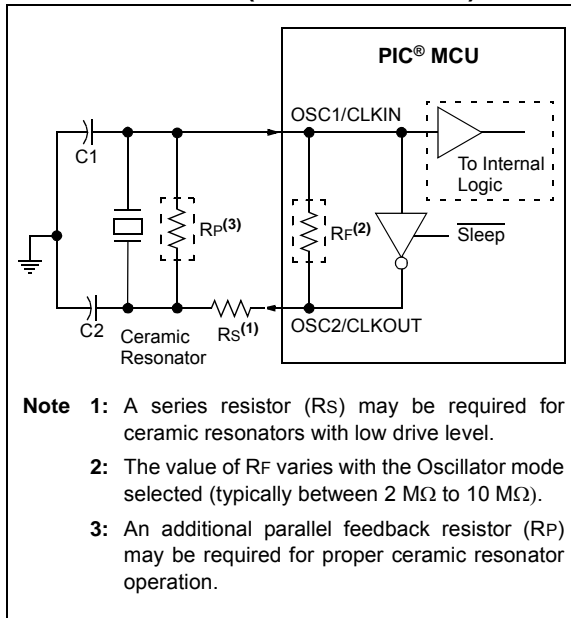 PIC® MCU
OSC1/CLKIN
C1
To Internal
Logic
RP(3)
RF(2)
Sleep
C2
Ceramic
Resonator
RS(1)
OSC2/CLKOUT
Note 1: A series resistor (RS) may be required for
ceramic resonators with low drive level.
2: The value of RF varies with the Oscillator mode
selected (typically between 2 MΩ to 10 MΩ).
3: An additional parallel feedback resistor (RP)
may be required for proper ceramic resonator
operation.